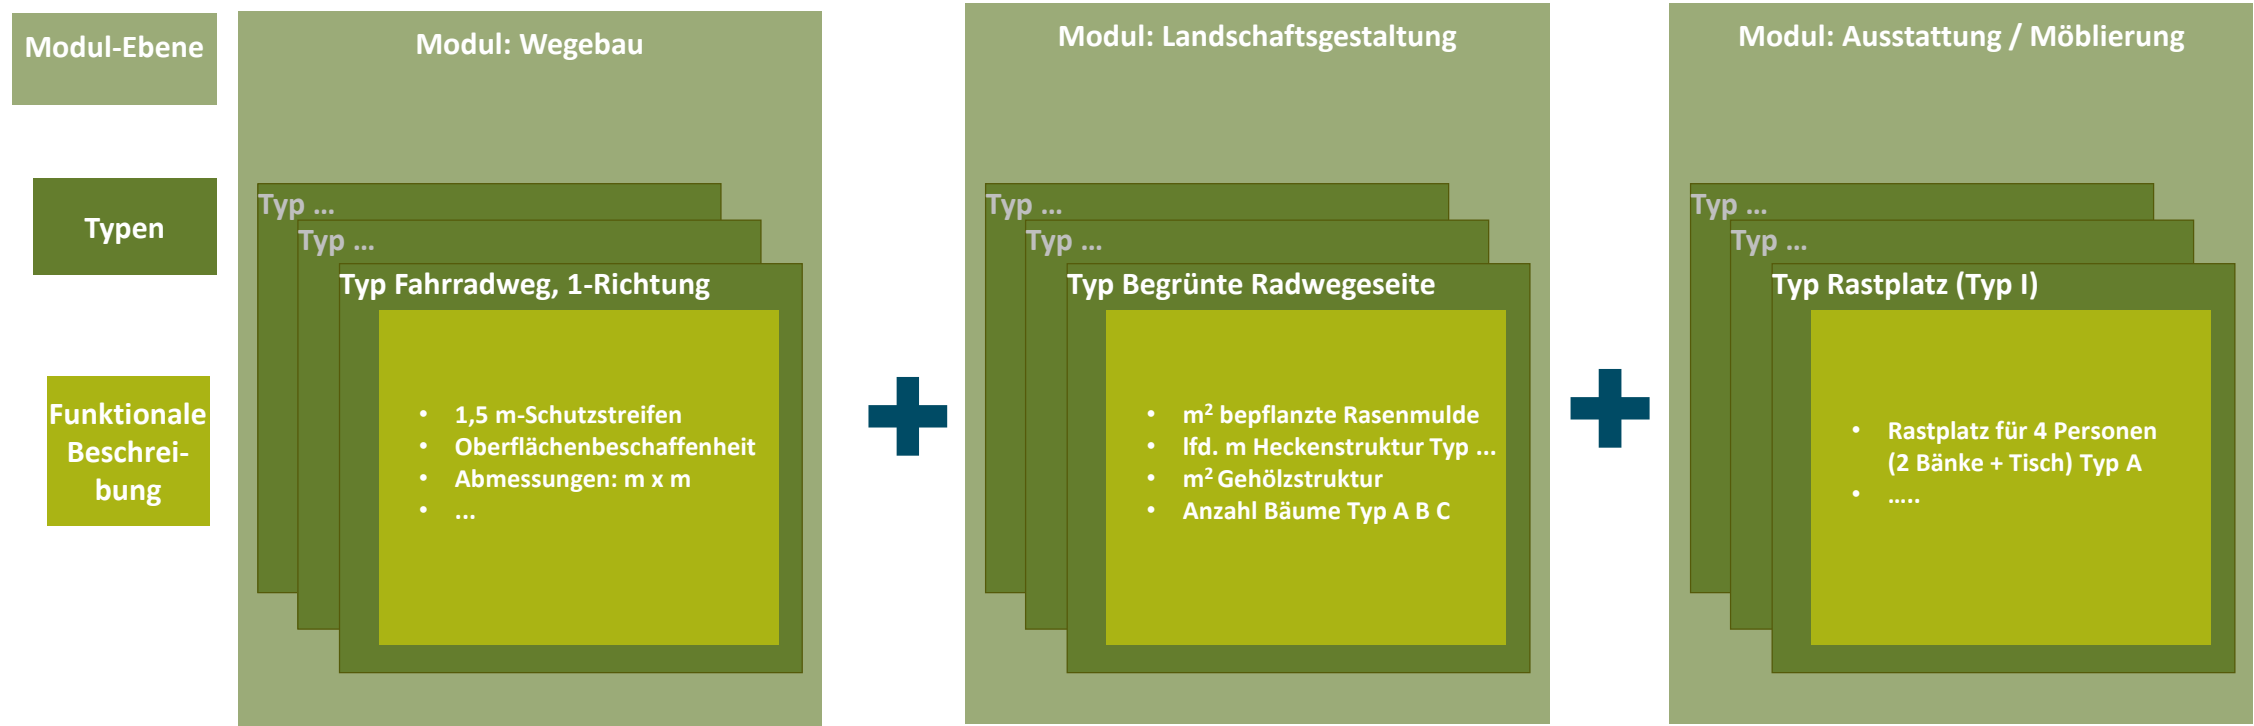 Modul-Ebene
Typen
Funktionale
Beschrei-
bung
Modul: Wegebau
Typ ...
Typ ...
Typ Fahrradweg, 1-Richtung
• 1,5 m-Schutzstreifen
• Oberflächenbeschaffenheit
• Abmessungen: m x m
• ...
Modul: Landschaftsgestaltung
Typ ...
Typ ...
Typ Begrünte Radwegeseite
• m² bepflanzte Rasenmulde
• lfd. m Heckenstruktur Typ ...
• m² Gehölzstruktur
• Anzahl Bäume Typ A B C
Modul: Ausstattung / Möblierung
Typ ...
Typ ...
Typ Rastplatz (Typ I)
• Rastplatz für 4 Personen
(2 Bänke + Tisch) Typ A
• .....